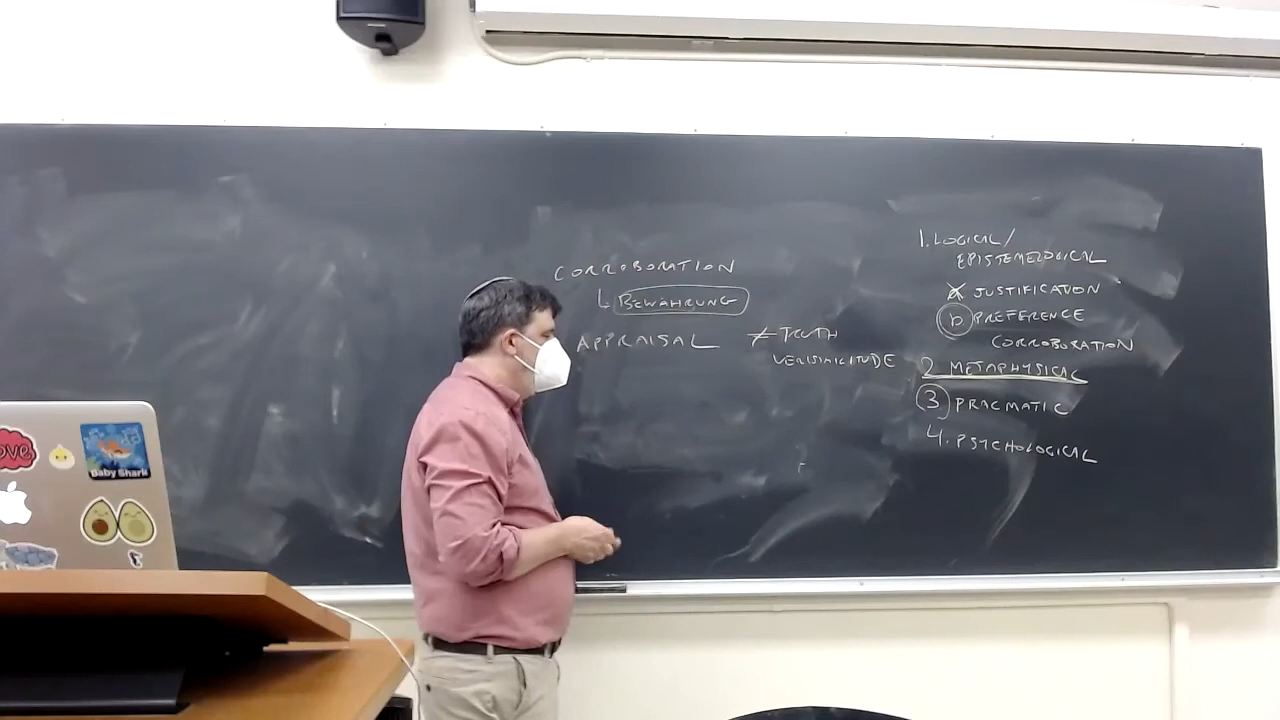 CORROBORATION
↳ BEWÄHRUNG
APPRAISAL ≠ TRUTH
VERISIMILITUDE
1. LOGICAL/
EPISTEMOLOGICAL
JUSTIFICATION
b PREFERENCE
CORROBORATION
2 METAPHYSICAL
3 PRAGMATIC
4. PSYCHOLOGICAL
Love
Baby Shark